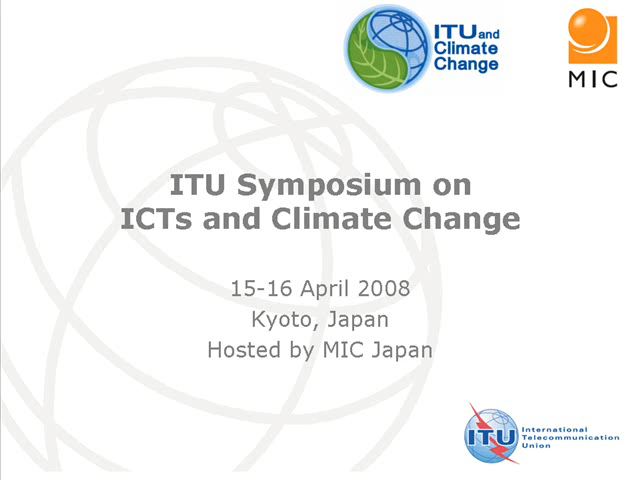 ITU and
Climate
Change
MIC
ITU Symposium on
ICTs and Climate Change
15-16 April 2008
Kyoto, Japan
Hosted by MIC Japan
ITU
International
Telecommunication
Union